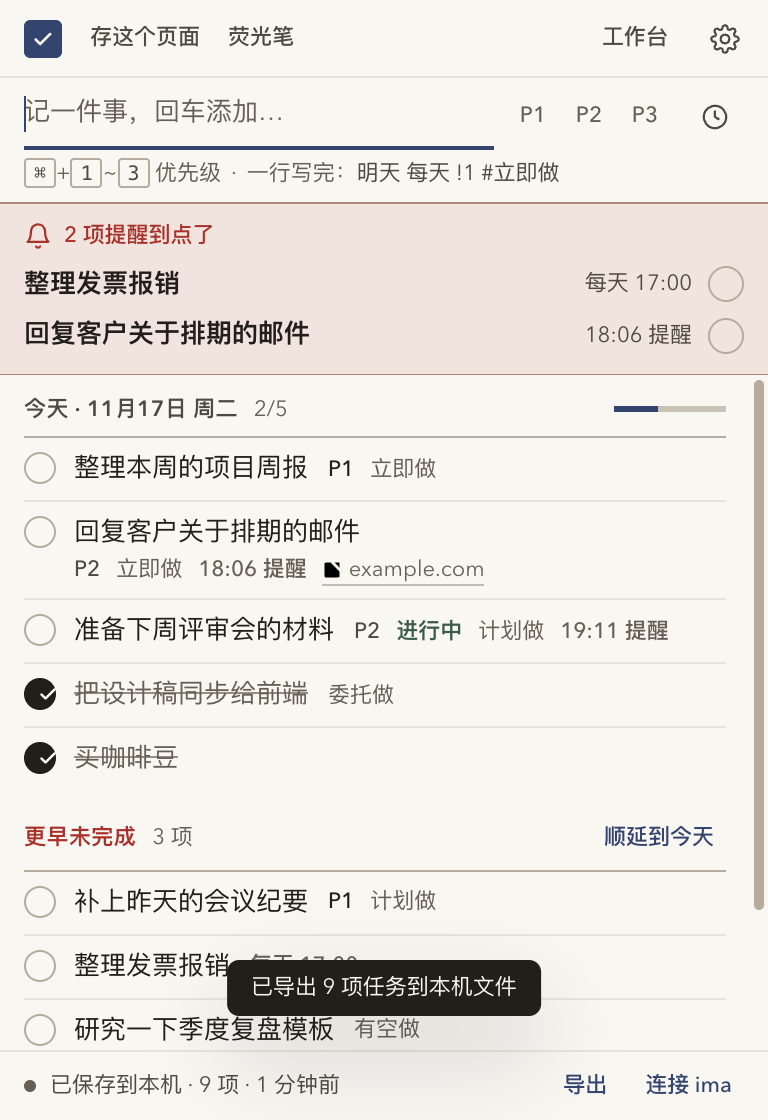 存这个页面 荧光笔 工作台
记一件事，回车添加… P1 P2 P3
⌘+1~3 优先级 · 一行写完：明天 每天 !1 #立即做
2 项提醒到点了
整理发票报销 每天 17:00
回复客户关于排期的邮件 18:06 提醒
今天 · 11月17日 周二 2/5
整理本周的项目周报 P1 立即做
回复客户关于排期的邮件
P2 立即做 18:06 提醒 example.com
准备下周评审会的材料 P2 进行中 计划做 19:11 提醒
把设计稿同步给前端 委托做
买咖啡豆
更早未完成 3 项 顺延到今天
补上昨天的会议纪要 P1 计划做
整理发票报销 每天 17:00
已导出 9 项任务到本机文件
研究一下季度复盘模板 有空做
已保存到本机 · 9 项 · 1 分钟前 导出 连接 ima